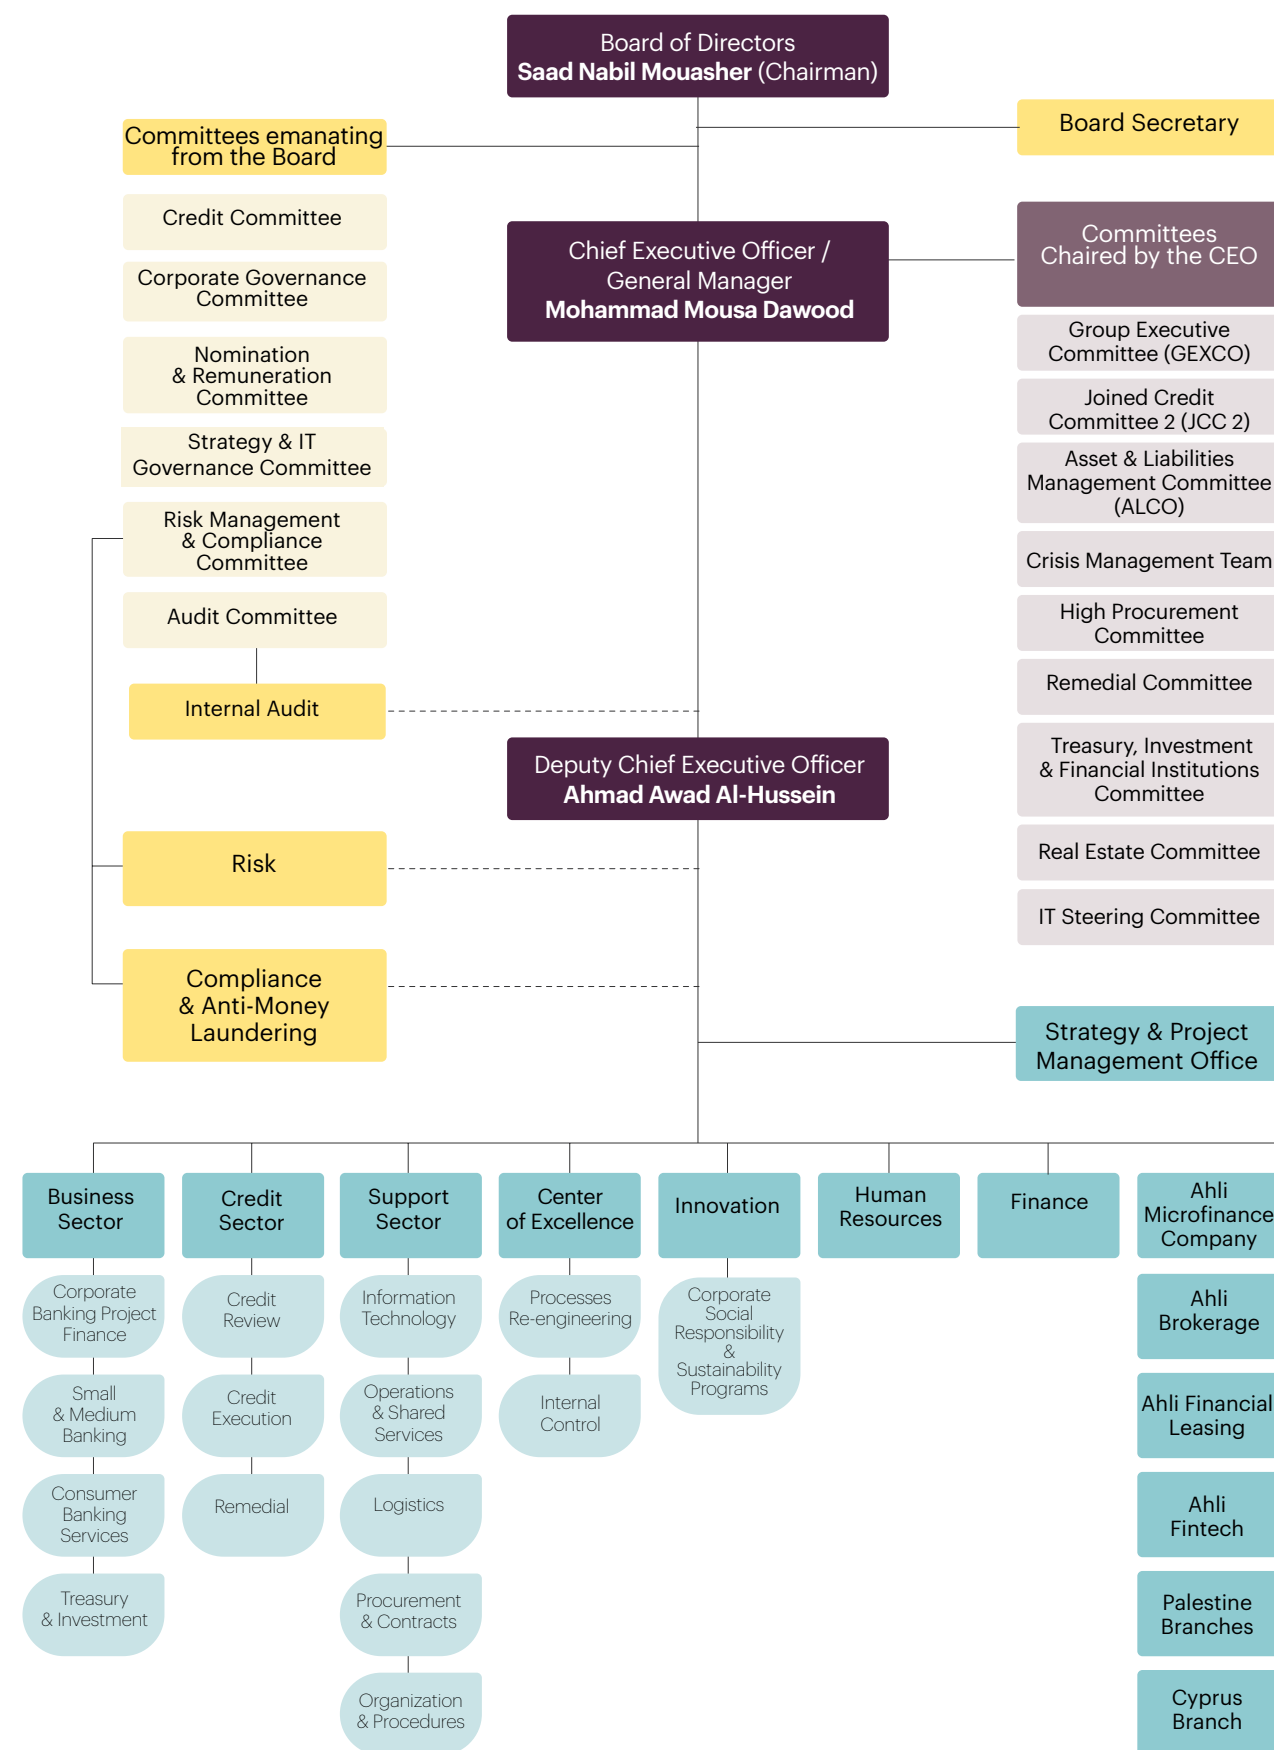 Board of Directors
Saad Nabil Mouasher (Chairman)
Board Secretary
Committees emanating
from the Board
Credit Committee
Corporate Governance
Committee
Nomination
& Remuneration
Committee
Strategy & IT
Governance Committee
Risk Management
& Compliance
Committee
Audit Committee
Internal Audit
Risk
Compliance
& Anti-Money
Laundering
Chief Executive Officer /
General Manager
Mohammad Mousa Dawood
Deputy Chief Executive Officer
Ahmad Awad Al-Hussein
Committees
Chaired by the CEO
Group Executive
Committee (GEXCO)
Joined Credit
Committee 2 (JCC 2)
Asset & Liabilities
Management Committee
(ALCO)
Crisis Management Team
High Procurement
Committee
Remedial Committee
Treasury, Investment
& Financial Institutions
Committee
Real Estate Committee
IT Steering Committee
Strategy & Project
Management Office
Business
Sector
Corporate
Banking Project
Finance
Small
& Medium
Banking
Consumer
Banking
Services
Treasury
& Investment
Credit
Sector
Credit
Review
Credit
Execution
Remedial
Support
Sector
Information
Technology
Operations
& Shared
Services
Logistics
Procurement
& Contracts
Organization
& Procedures
Center
of Excellence
Processes
Re-engineering
Internal
Control
Innovation
Corporate
Social
Responsibility
&
Sustainability
Programs
Human
Resources
Finance
Ahli
Microfinance
Company
Ahli
Brokerage
Ahli Financial
Leasing
Ahli
Fintech
Palestine
Branches
Cyprus
Branch